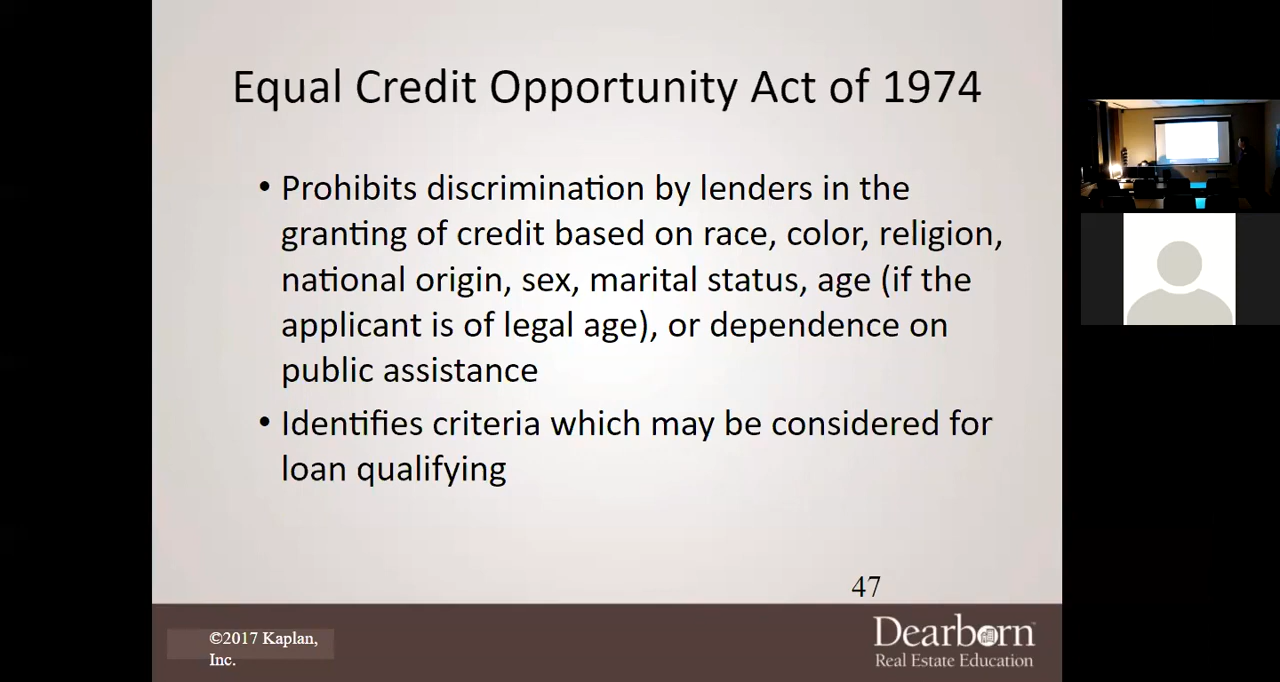 Equal Credit Opportunity Act of 1974
• Prohibits discrimination by lenders in the
granting of credit based on race, color, religion,
national origin, sex, marital status, age (if the
applicant is of legal age), or dependence on
public assistance
• Identifies criteria which may be considered for
loan qualifying
47
©2017 Kaplan,
Inc.
Dearborn™
Real Estate Education